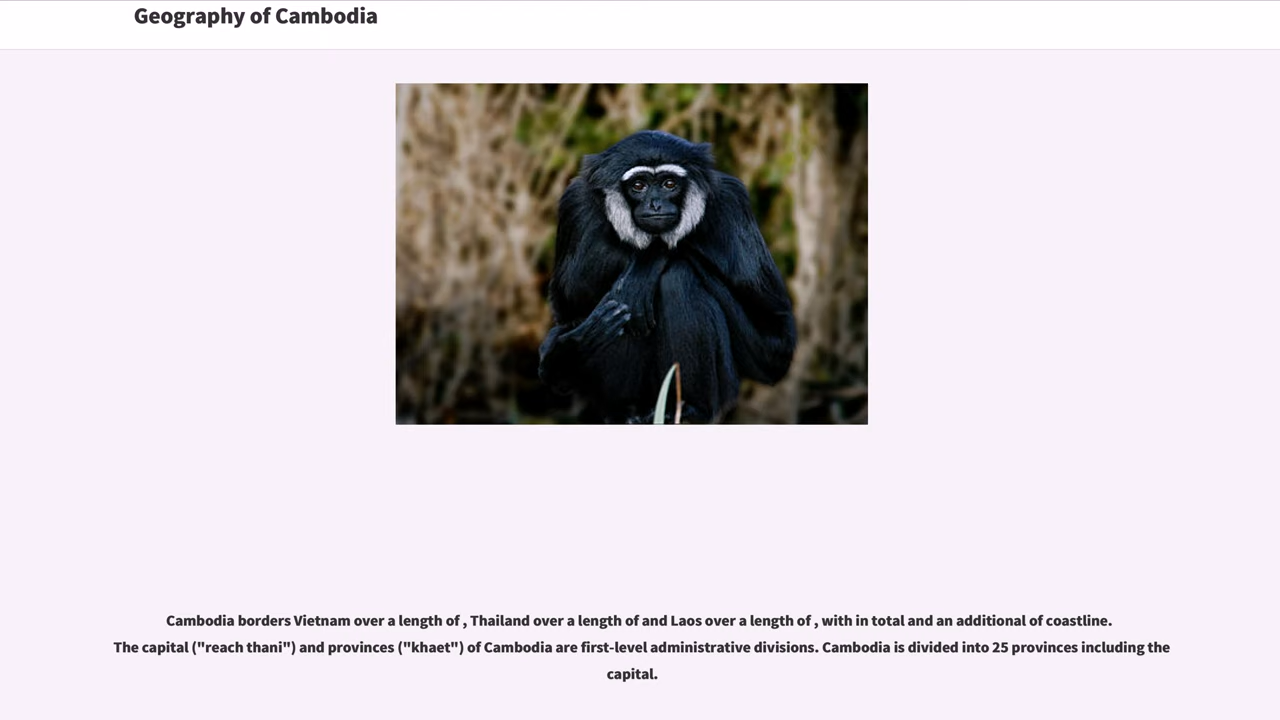 Geography of Cambodia
Cambodia borders Vietnam over a length of , Thailand over a length of and Laos over a length of , with in total and an additional of coastline.
The capital ("reach thani") and provinces ("khaet") of Cambodia are first-level administrative divisions. Cambodia is divided into 25 provinces including the
capital.